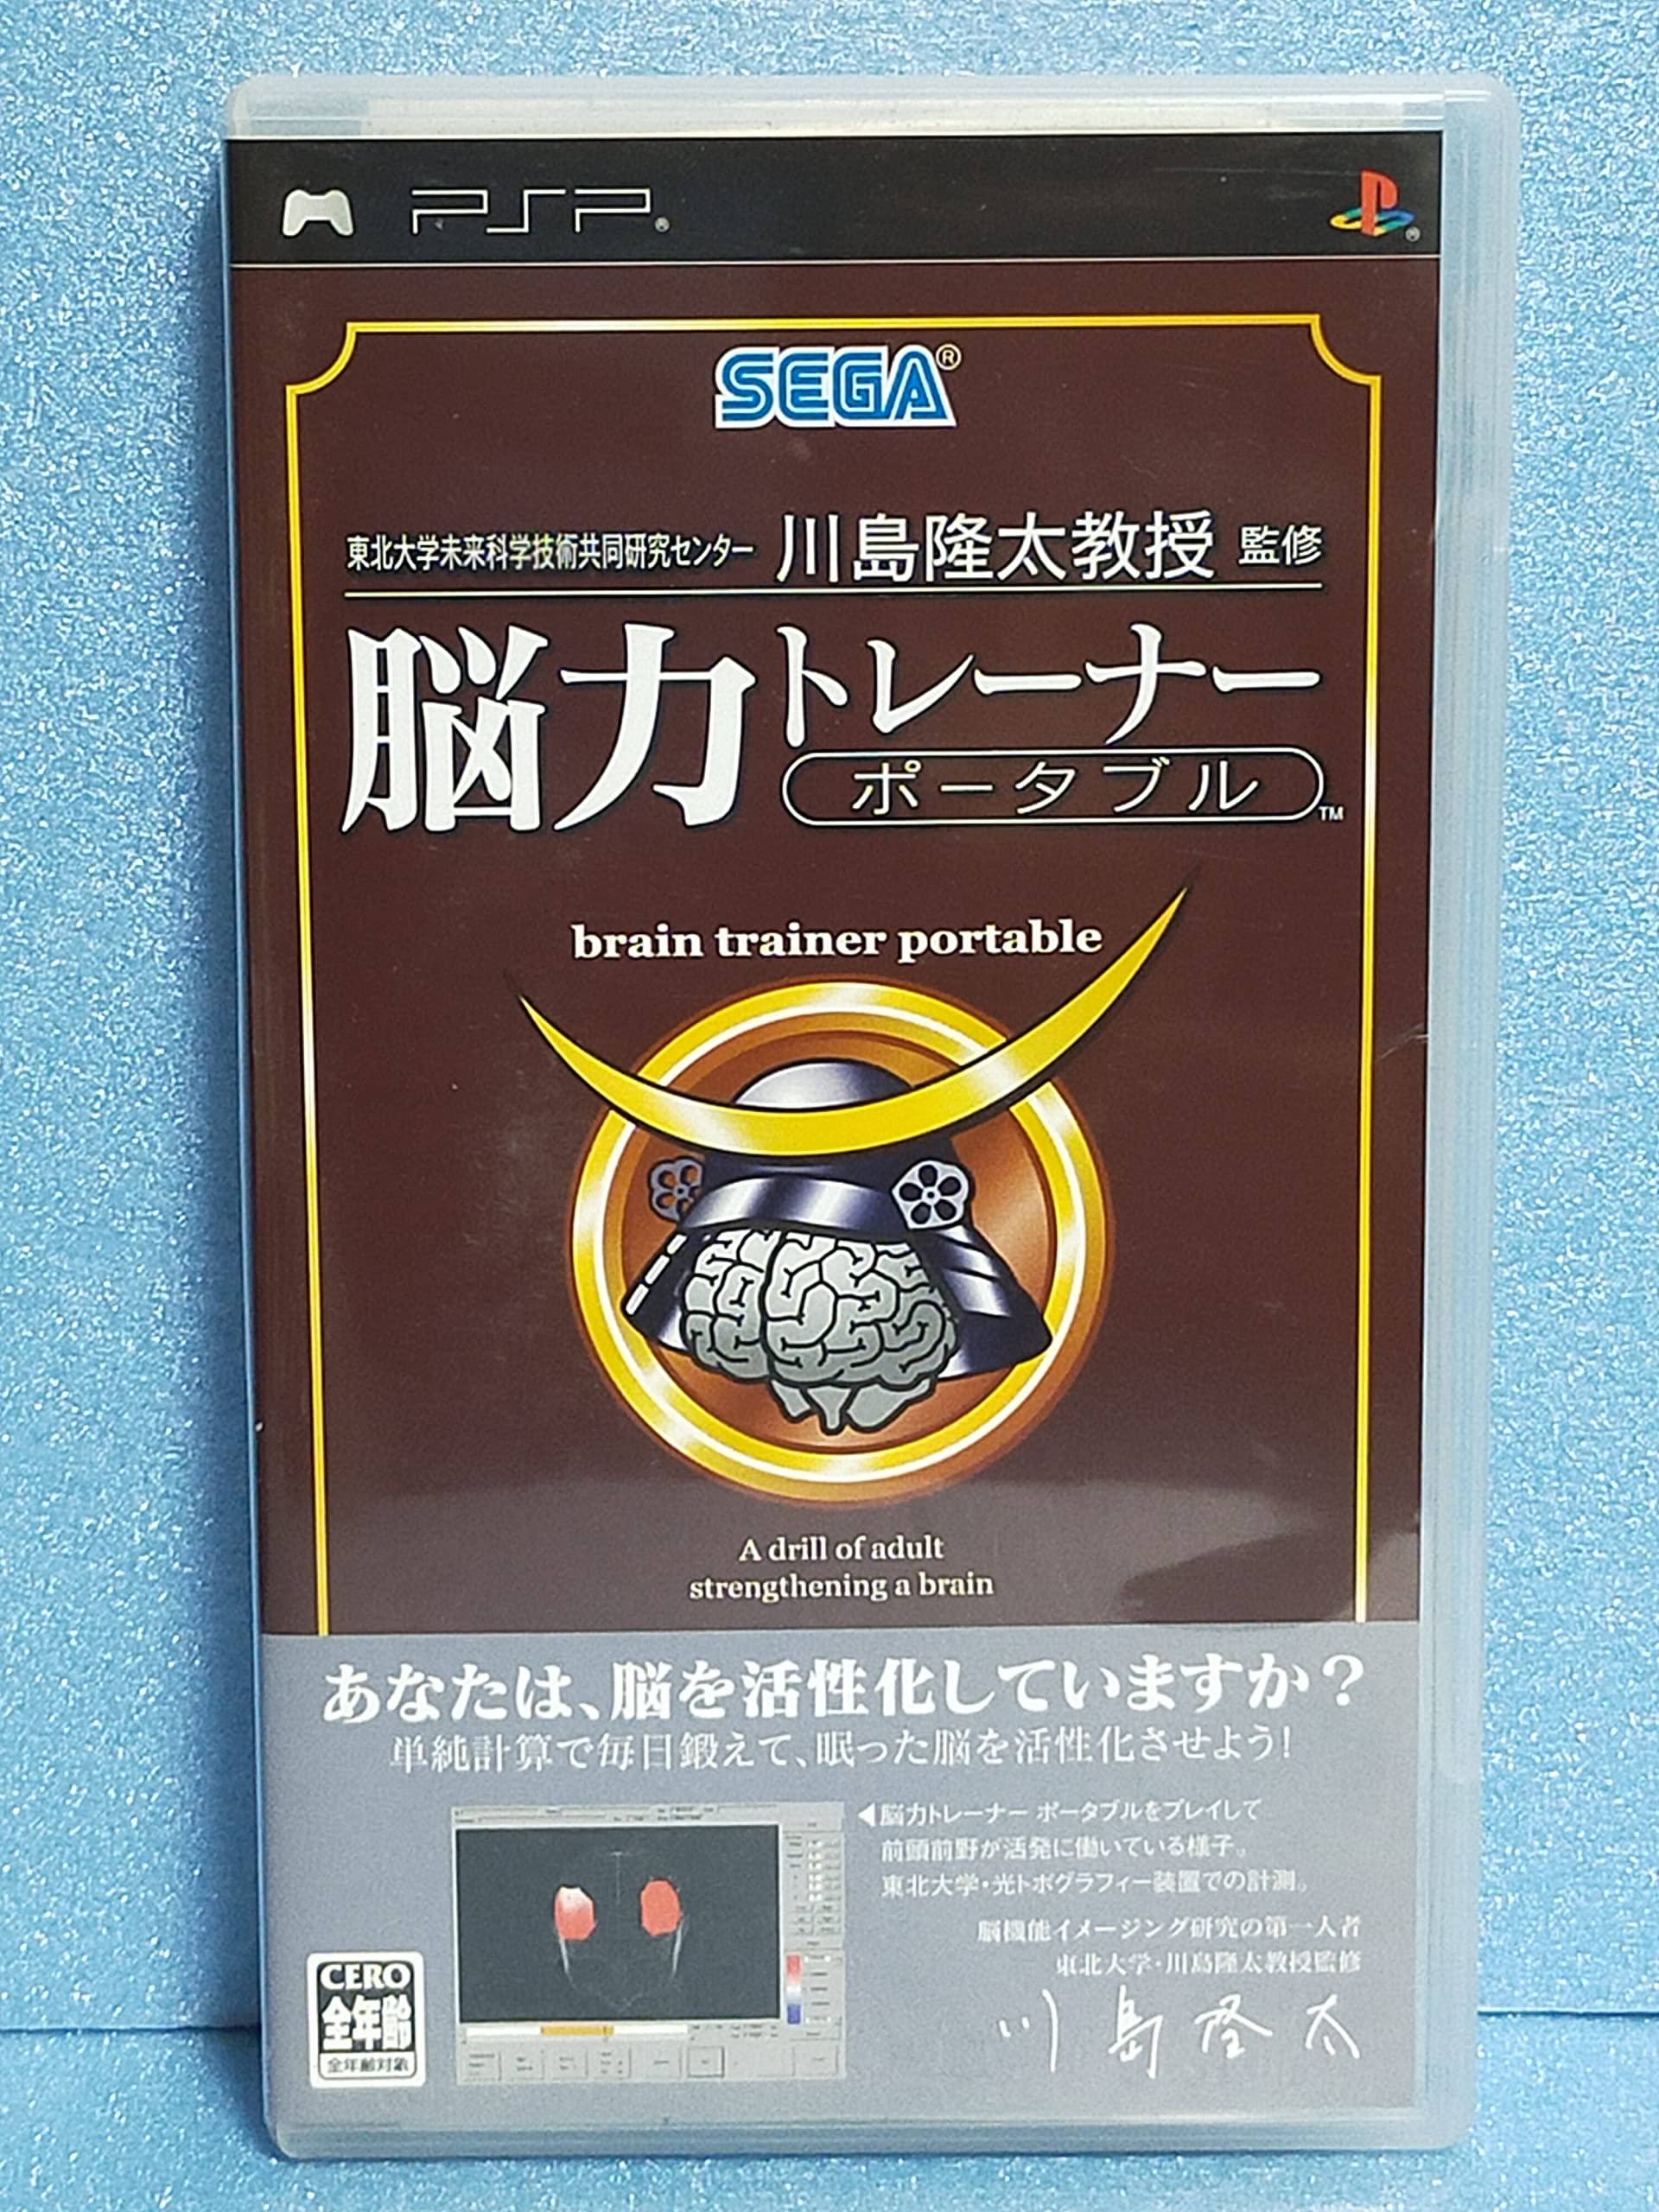 PSP®
SEGA®
東北大学未来科学技術共同研究センター 川島隆太教授 監修
脳力トレーナー
ポータブル™
brain trainer portable
A drill of adult
strengthening a brain
あなたは、脳を活性化していますか？
単純計算で毎日鍛えて、眠った脳を活性化させよう!
◀脳力トレーナー ポータブルをプレイして
前頭前野が活発に働いている様子。
東北大学・光トポグラフィー装置での計測。
脳機能イメージング研究の第一人者
東北大学・川島隆太教授監修
川島隆太
CERO
全年齢
全年齢対象